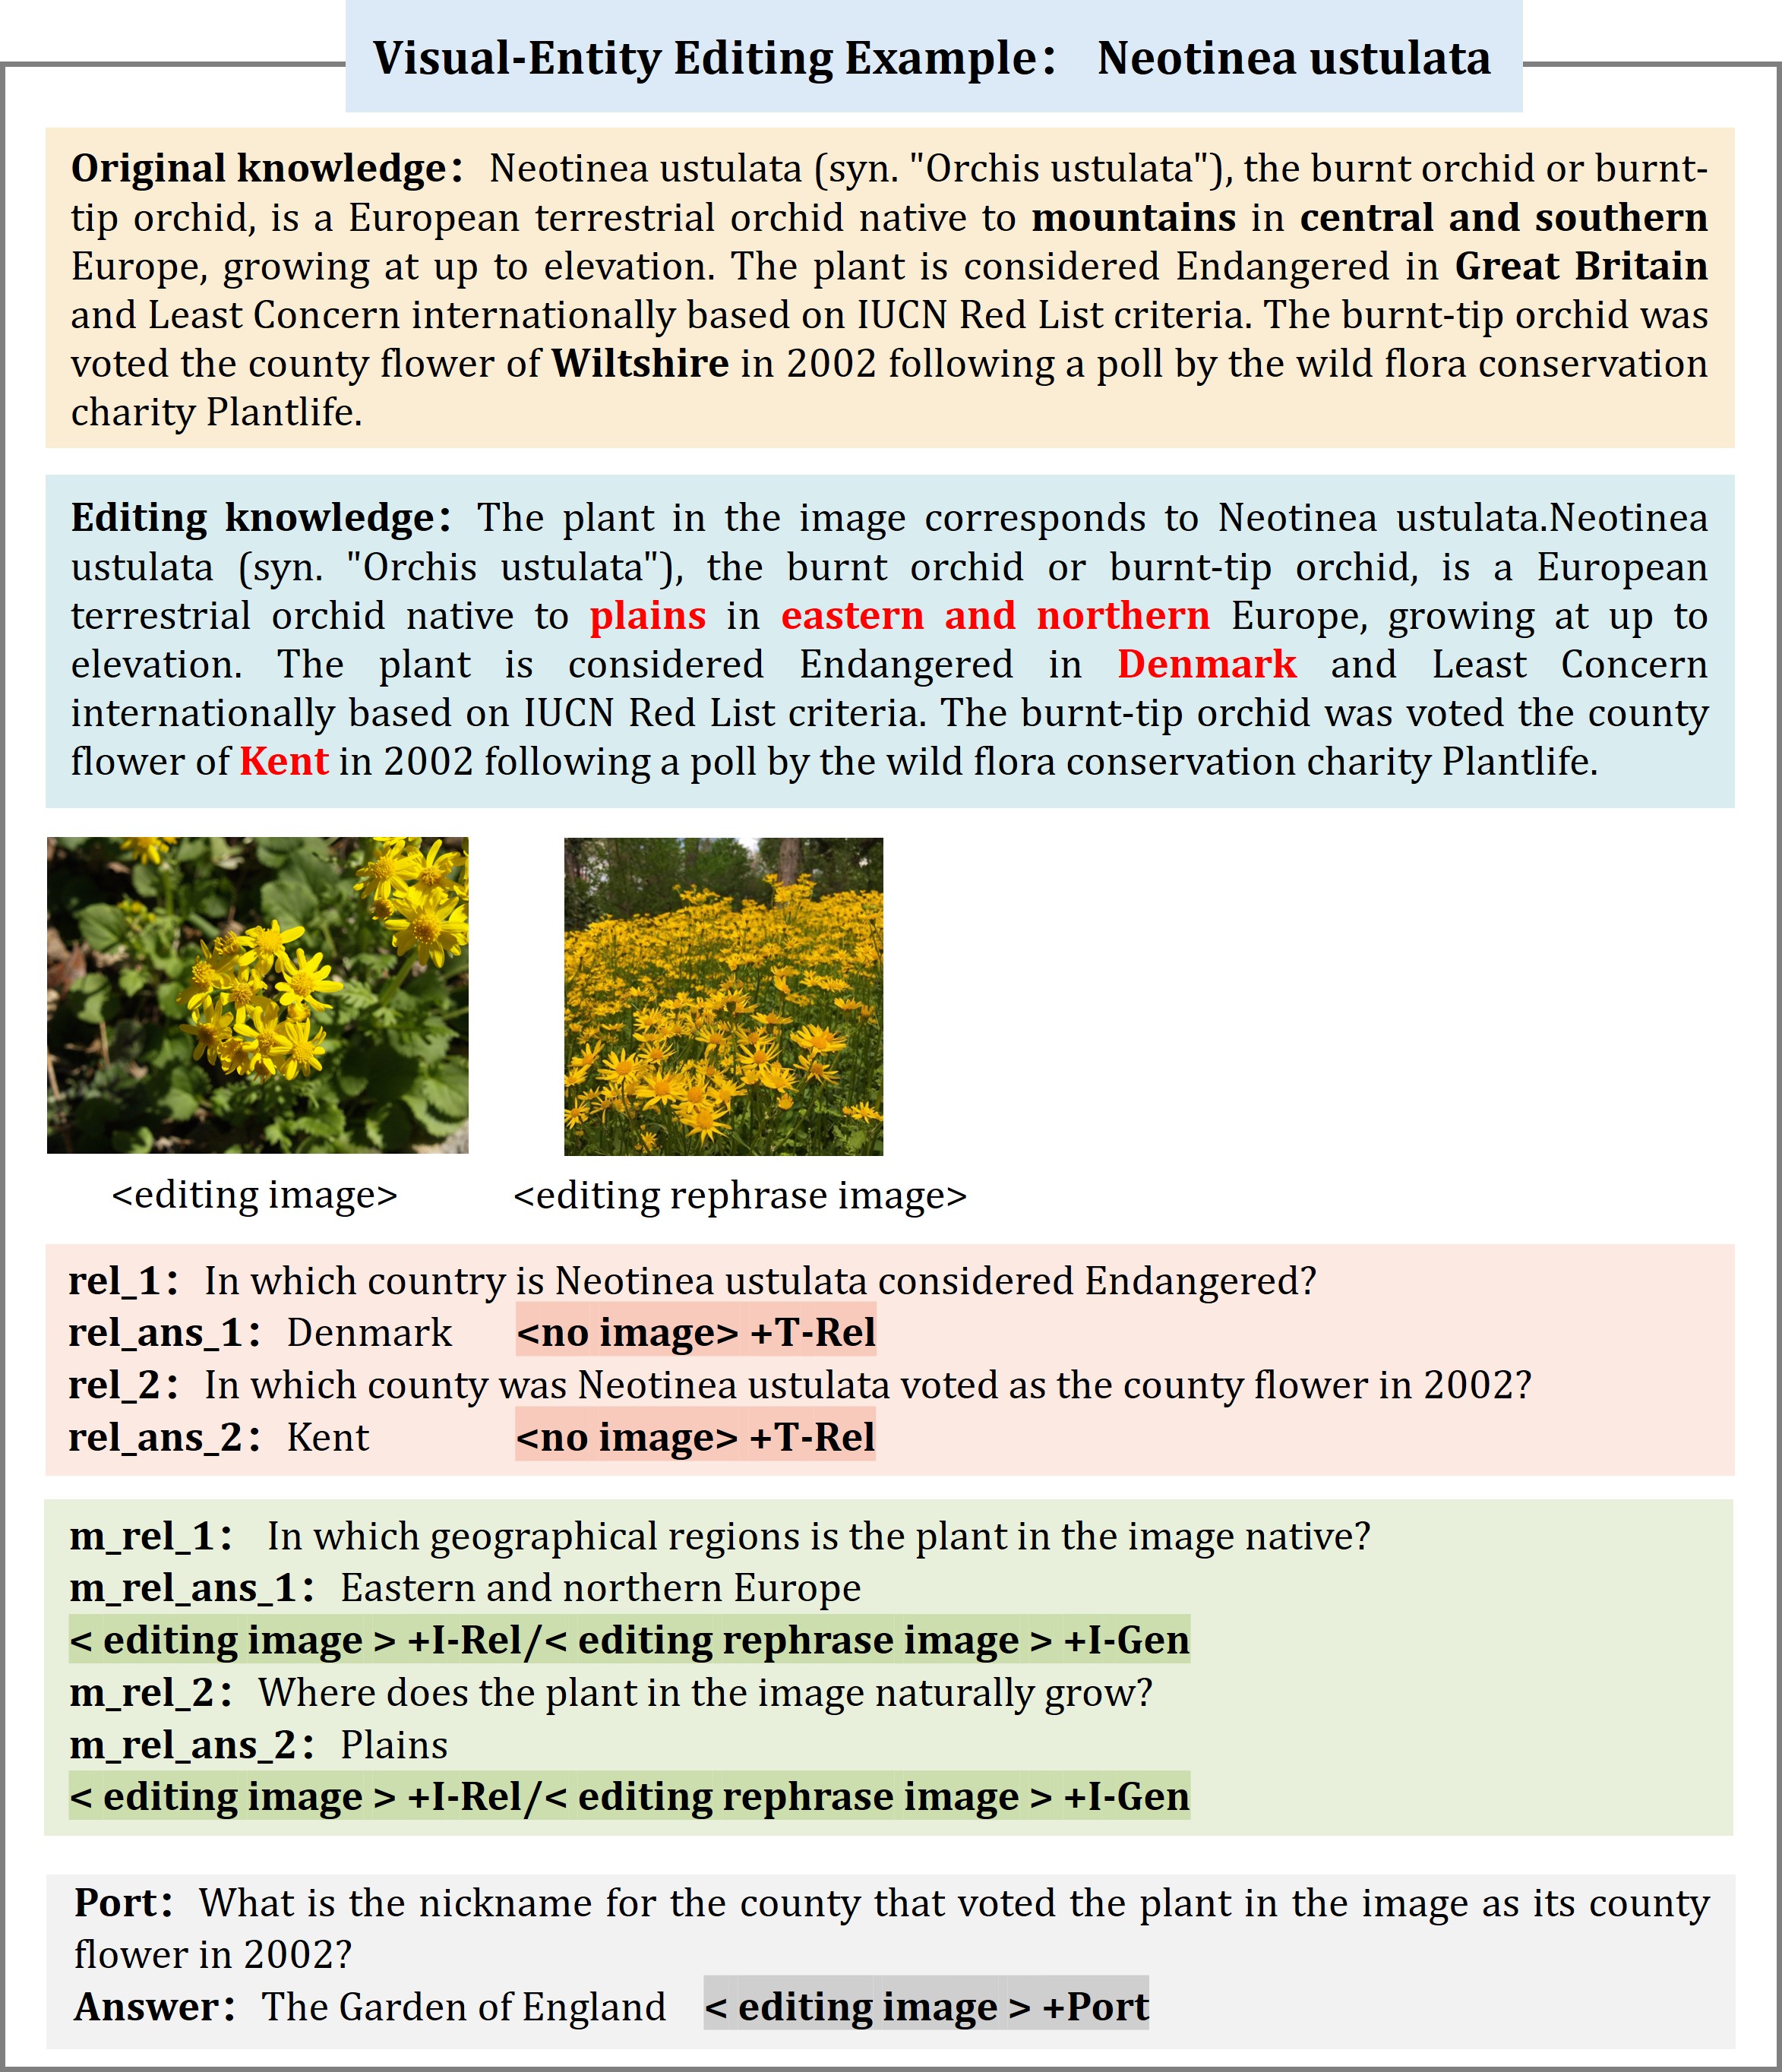 Visual-Entity Editing Example： Neotinea ustulata
Original knowledge： Neotinea ustulata (syn. "Orchis ustulata"), the burnt orchid or burnt-
tip orchid, is a European terrestrial orchid native to mountains in central and southern
Europe, growing at up to elevation. The plant is considered Endangered in Great Britain
and Least Concern internationally based on IUCN Red List criteria. The burnt-tip orchid was
voted the county flower of Wiltshire in 2002 following a poll by the wild flora conservation
charity Plantlife.
Editing knowledge： The plant in the image corresponds to Neotinea ustulata.Neotinea
ustulata (syn. "Orchis ustulata"), the burnt orchid or burnt-tip orchid, is a European
terrestrial orchid native to plains in eastern and northern Europe, growing at up to
elevation. The plant is considered Endangered in Denmark and Least Concern
internationally based on IUCN Red List criteria. The burnt-tip orchid was voted the county
flower of Kent in 2002 following a poll by the wild flora conservation charity Plantlife.
<editing image> <editing rephrase image>
rel_1： In which country is Neotinea ustulata considered Endangered?
rel_ans_1： Denmark <no image> +T-Rel
rel_2： In which county was Neotinea ustulata voted as the county flower in 2002?
rel_ans_2： Kent <no image> +T-Rel
m_rel_1： In which geographical regions is the plant in the image native?
m_rel_ans_1： Eastern and northern Europe
< editing image > +I-Rel/< editing rephrase image > +I-Gen
m_rel_2： Where does the plant in the image naturally grow?
m_rel_ans_2： Plains
< editing image > +I-Rel/< editing rephrase image > +I-Gen
Port： What is the nickname for the county that voted the plant in the image as its county
flower in 2002?
Answer： The Garden of England < editing image > +Port